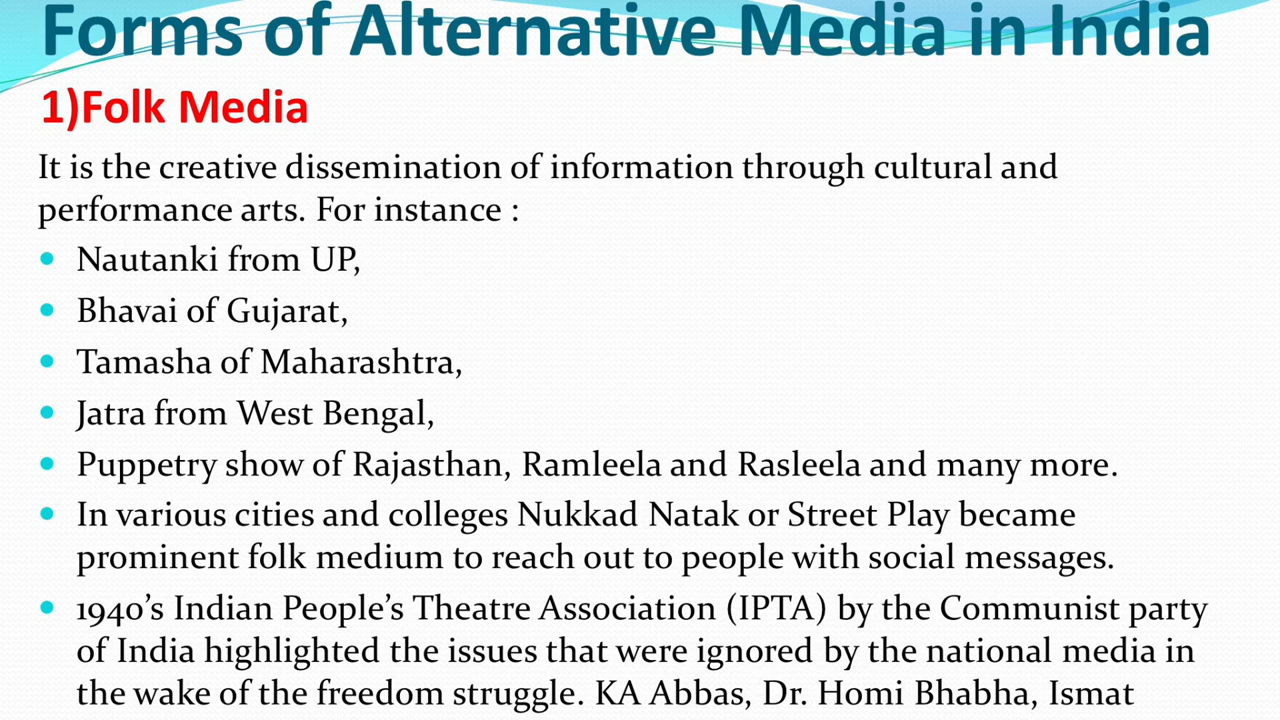 Forms of Alternative Media in India
1)Folk Media
It is the creative dissemination of information through cultural and
performance arts. For instance :
• Nautanki from UP,
• Bhavai of Gujarat,
• Tamasha of Maharashtra,
• Jatra from West Bengal,
• Puppetry show of Rajasthan, Ramleela and Rasleela and many more.
• In various cities and colleges Nukkad Natak or Street Play became
prominent folk medium to reach out to people with social messages.
• 1940’s Indian People’s Theatre Association (IPTA) by the Communist party
of India highlighted the issues that were ignored by the national media in
the wake of the freedom struggle. KA Abbas, Dr. Homi Bhabha, Ismat